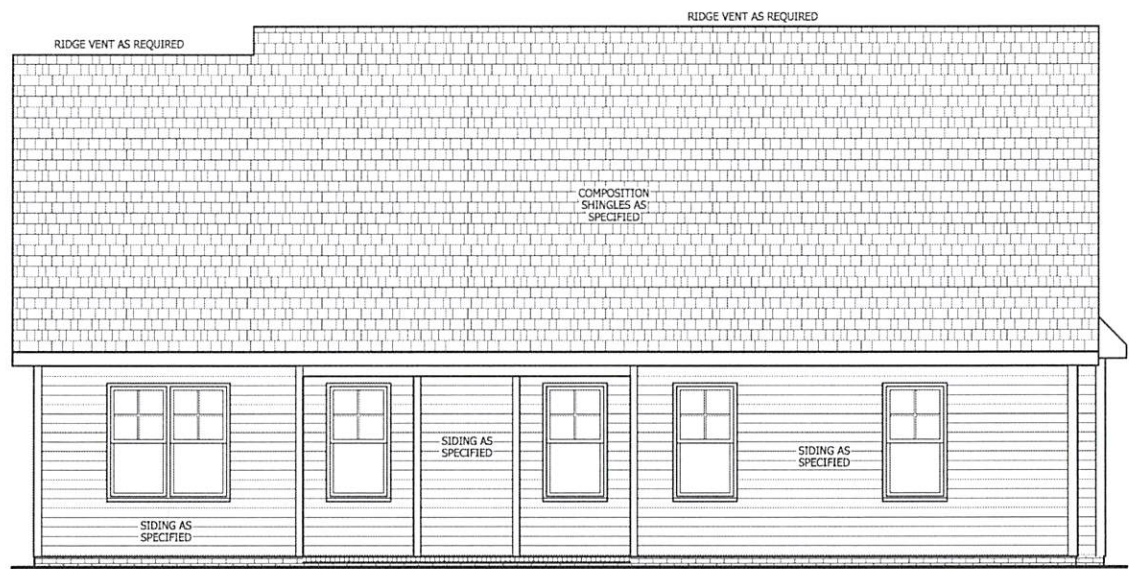 RIDGE VENT AS REQUIRED
RIDGE VENT AS REQUIRED
COMPOSITION
SHINGLES AS
SPECIFIED
SIDING AS
SPECIFIED
SIDING AS
SPECIFIED
SIDING AS
SPECIFIED